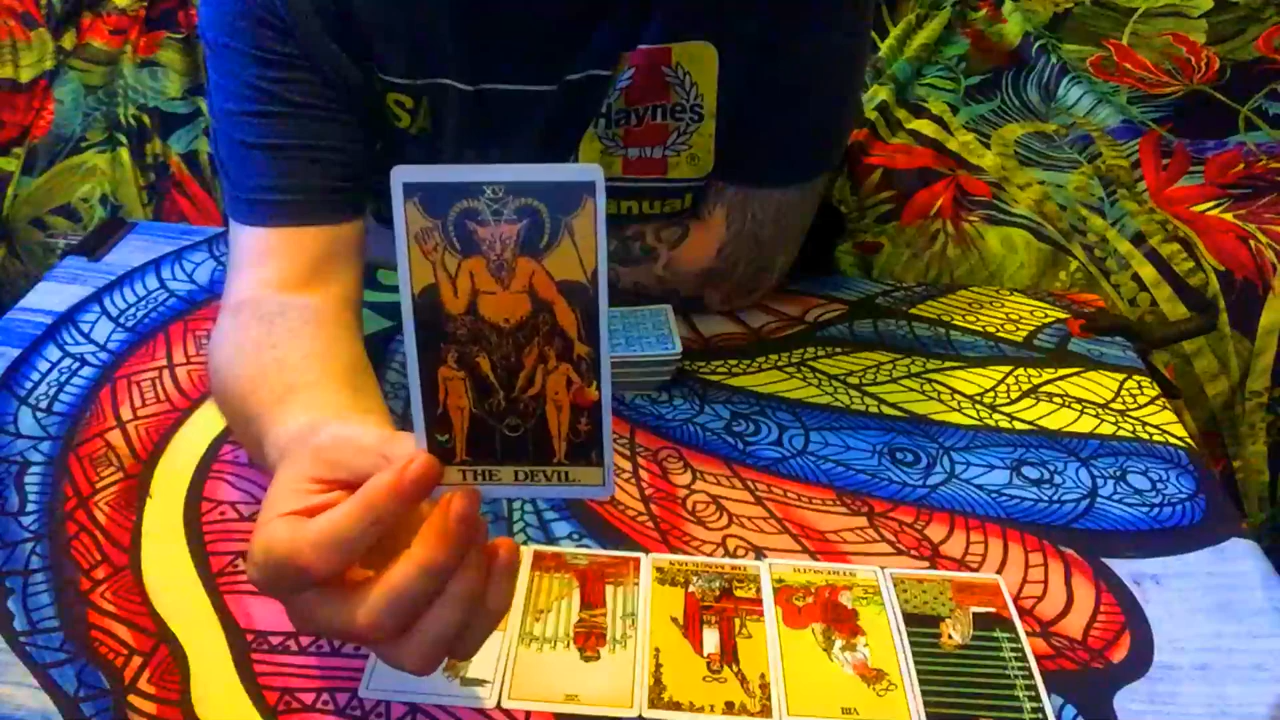 SA
Haynes
®
anual
XV
THE DEVIL.
THE MAGICIAN
STRENGTH
I
VIII